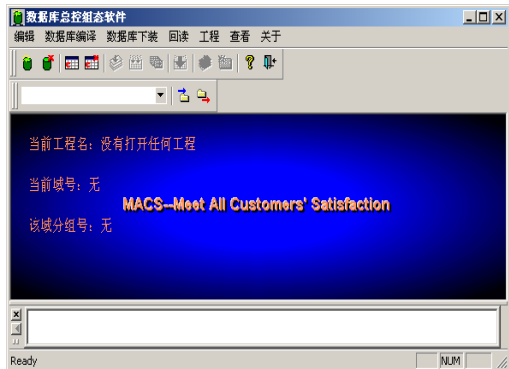 数据库总控组态软件
编辑 数据库编译 数据库下装 回读 工程 查看 关于
当前工程名: 没有打开任何工程
当前域号: 无
MACS--Meet All Customers' Satisfaction
该域分组号: 无
Ready NUM